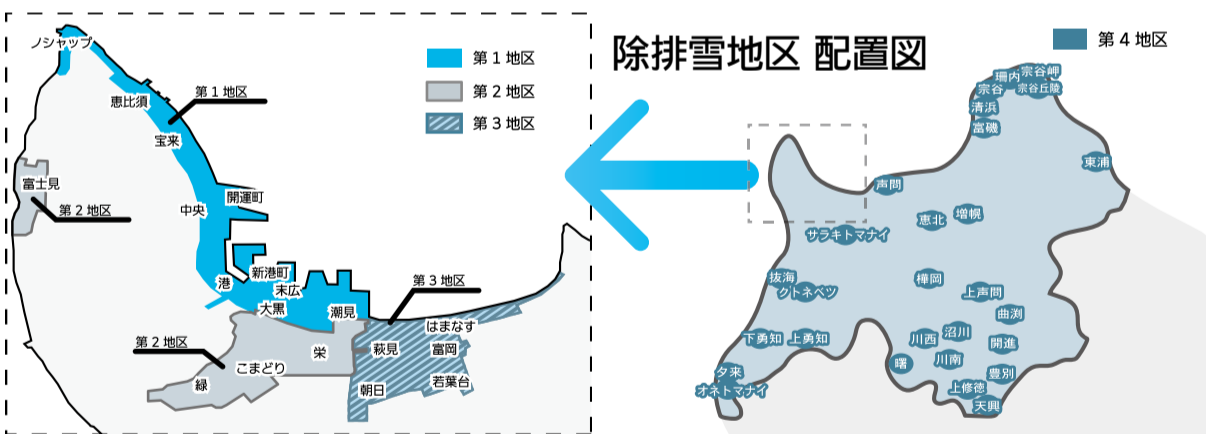 除排雪地区 配置図
第1地区
第2地区
第3地区
第4地区
ノシャップ
恵比須
第1地区
宝来
富士見
第2地区
中央
開運町
港
新港町
末広
大黒
潮見
第3地区
はまなす
第2地区
栄
萩見
富岡
こまどり
緑
朝日
若葉台
珊内
宗谷岬
宗谷
宗谷丘陵
清浜
富磯
東浦
声問
恵北
増幌
サラキトマナイ
抜海
クトネベツ
樺岡
上声問
曲渕
下勇知
上勇知
川西
沼川
開進
曙
川南
豊別
夕来
オネトマナイ
上修徳
天興